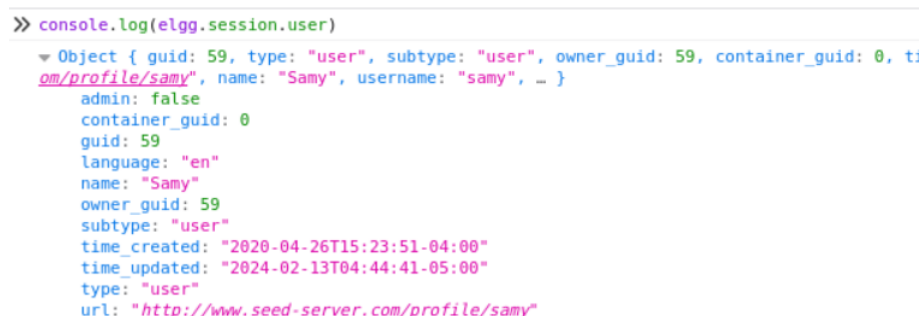 >> console.log(elgg.session.user)
▼ Object { guid: 59, type: "user", subtype: "user", owner_guid: 59, container_guid: 0, ti
om/profile/samy", name: "Samy", username: "samy", … }
admin: false
container_guid: 0
guid: 59
language: "en"
name: "Samy"
owner_guid: 59
subtype: "user"
time_created: "2020-04-26T15:23:51-04:00"
time_updated: "2024-02-13T04:44:41-05:00"
type: "user"
url: "http://www.seed-server.com/profile/samy"